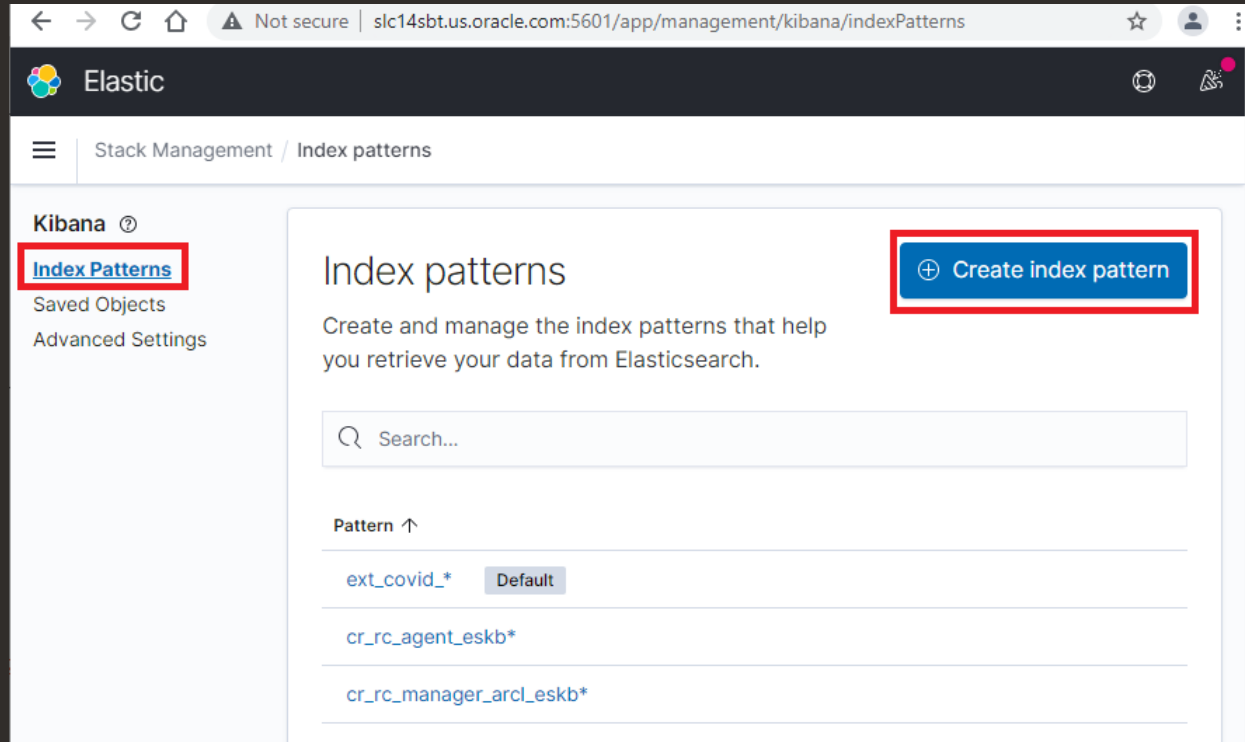 Not secure | slc14sbt.us.oracle.com:5601/app/management/kibana/indexPatterns
Elastic
Stack Management / Index patterns
Kibana
Index Patterns
Saved Objects
Advanced Settings
Index patterns
Create index pattern
Create and manage the index patterns that help
you retrieve your data from Elasticsearch.
Search...
Pattern
ext_covid_* Default
cr_rc_agent_eskb*
cr_rc_manager_arcl_eskb*